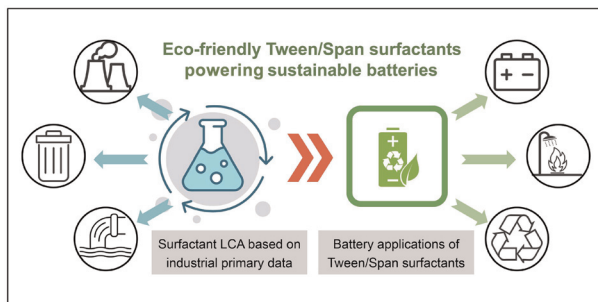 Eco-friendly Tween/Span surfactants
powering sustainable batteries
Surfactant LCA based on
industrial primary data
Battery applications of
Tween/Span surfactants